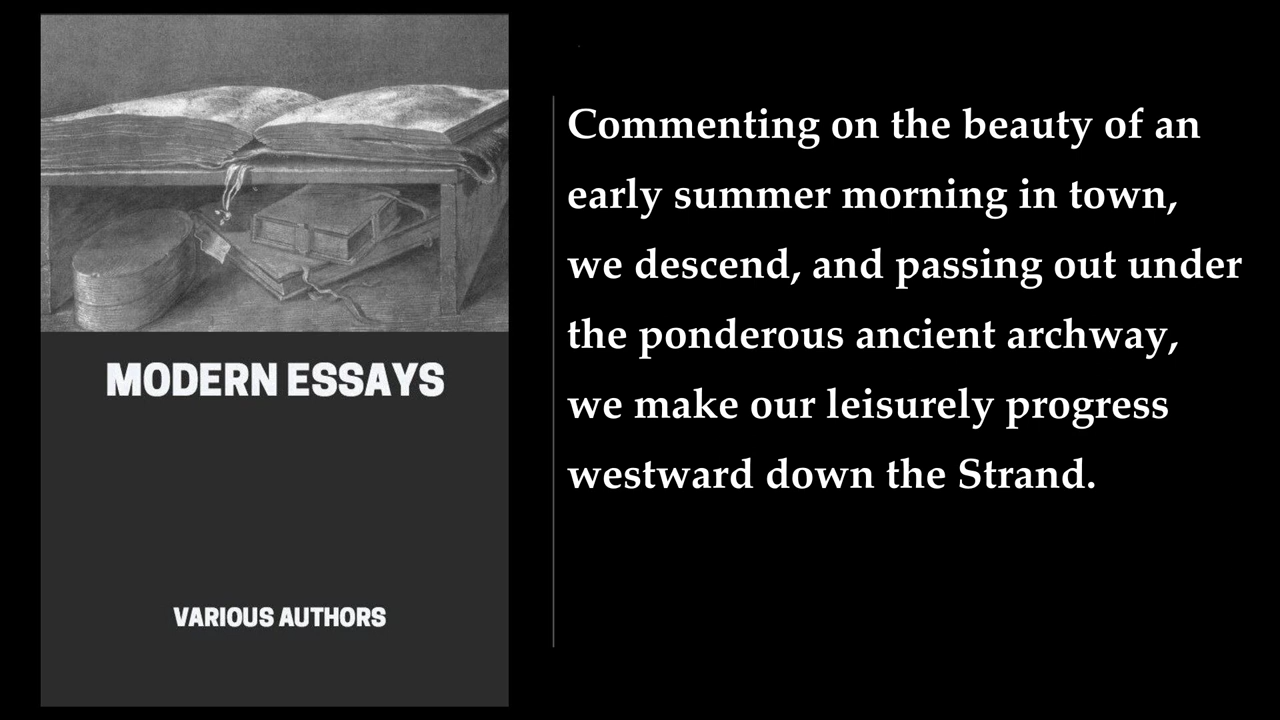 MODERN ESSAYS
VARIOUS AUTHORS
Commenting on the beauty of an
early summer morning in town,
we descend, and passing out under
the ponderous ancient archway,
we make our leisurely progress
westward down the Strand.